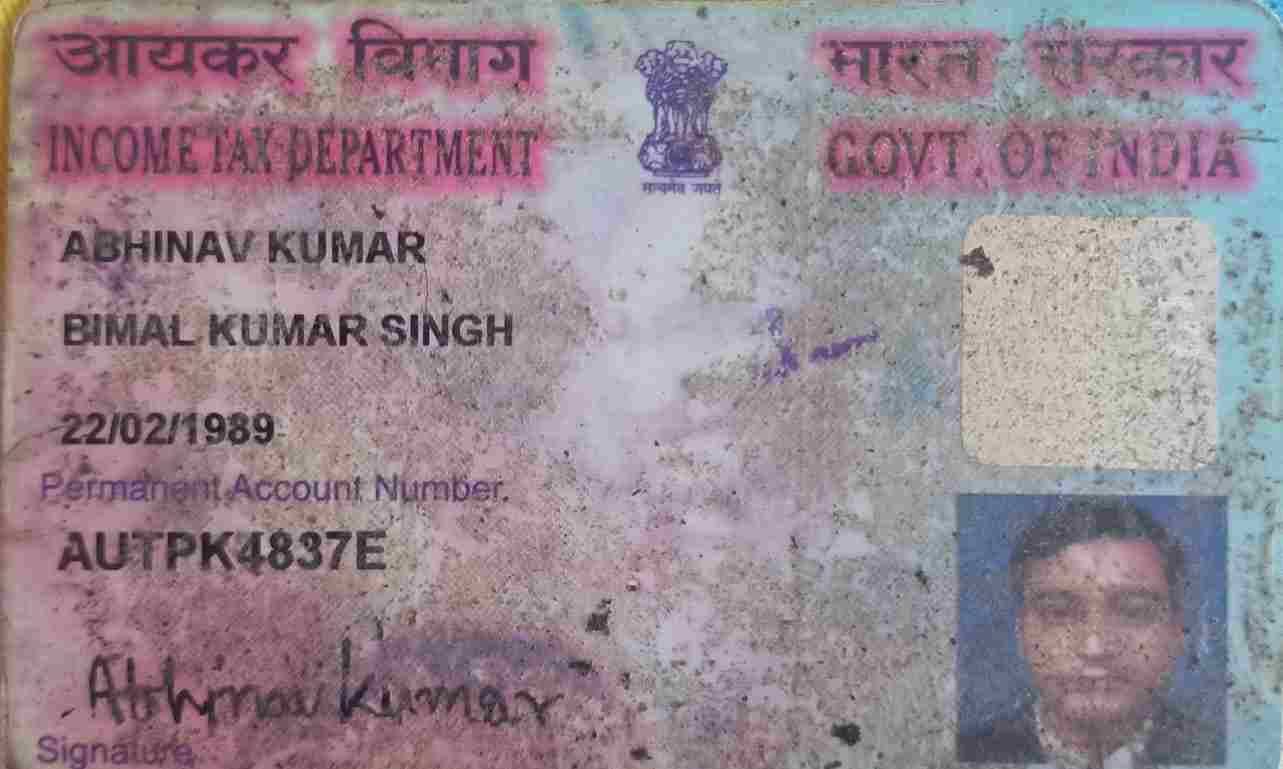 आयकर विभाग
भारत सरकार
INCOME TAX DEPARTMENT
GOVT. OF INDIA
सत्यमेव जयते
ABHINAV KUMAR
BIMAL KUMAR SINGH
22/02/1989
Permanent Account Number
AUTPK4837E
Abhinav Kumar
Signature